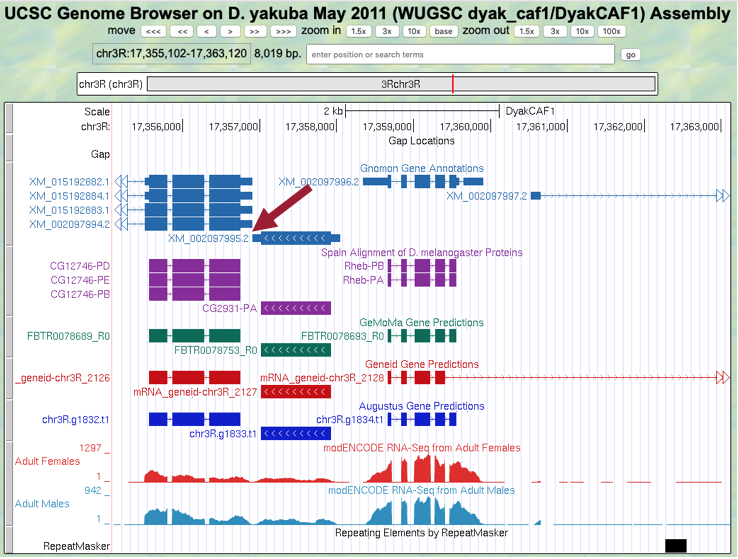 UCSC Genome Browser on D. yakuba May 2011 (WUGSC dyak_caf1/DyakCAF1) Assembly
move <<< << < > >> >>> zoom in 1.5x 3x 10x base zoom out 1.5x 3x 10x 100x
chr3R:17,355,102-17,363,120 8,019 bp. enter position or search terms go
chr3R (chr3R) 3Rchr3R
Scale 2 kb DyakCAF1
chr3R: 17,356,000 17,357,000 17,358,000 17,359,000 17,360,000 17,361,000 17,362,000 17,363,000
Gap Locations
Gap
Gnomon Gene Annotations
XM_015192882.1 XM_002097996.2
XM_015192884.1 XM_002097997.2
XM_015192883.1
XM_002097994.2
XM_002097995.2
Spaln Alignment of D. melanogaster Proteins
CG12746-PD Rheb-PB
CG12746-PE Rheb-PA
CG12746-PB
CG2931-PA
GeMoMa Gene Predictions
FBTR0078689_R0 FBTR0078693_R0
FBTR0078753_R0
Geneid Gene Predictions
_geneid-chr3R_2126 mRNA_geneid-chr3R_2128
mRNA_geneid-chr3R_2127
Augustus Gene Predictions
chr3R.g1832.t1 chr3R.g1834.t1
chr3R.g1833.t1
1297 _ modENCODE RNA-Seq from Adult Females
Adult Females
1 _
942 _ modENCODE RNA-Seq from Adult Males
Adult Males
1 _
Repeating Elements by RepeatMasker
RepeatMasker